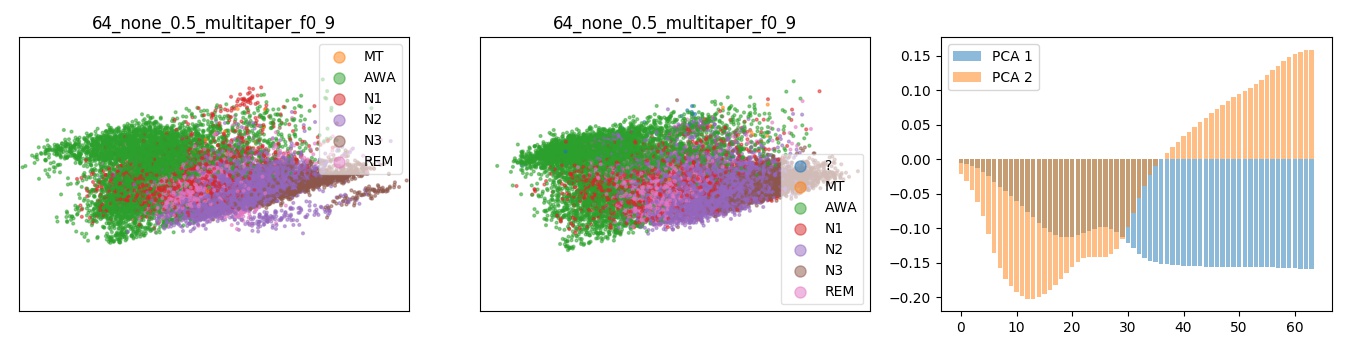 64_none_0.5_multitaper_f0_9
MT
AWA
N1
N2
N3
REM
64_none_0.5_multitaper_f0_9
?
MT
AWA
N1
N2
N3
REM
PCA 1
PCA 2
0.15
0.10
0.05
0.00
−0.05
−0.10
−0.15
−0.20
0 10 20 30 40 50 60